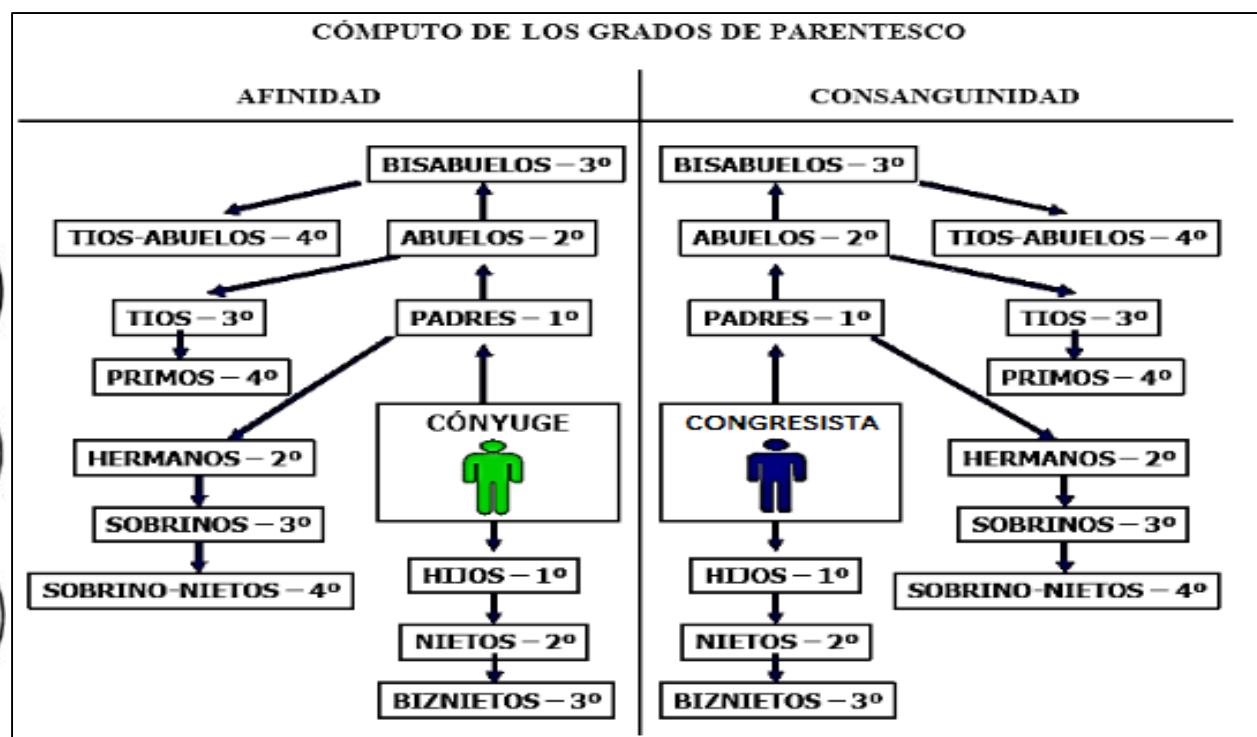 CÓMPUTO DE LOS GRADOS DE PARENTESCO
AFINIDAD
BISABUELOS – 3º
TIOS-ABUELOS – 4º
ABUELOS – 2º
TIOS – 3º
PADRES – 1º
PRIMOS – 4º
CÓNYUGE
HERMANOS – 2º
SOBRINOS – 3º
HIJOS – 1º
SOBRINO-NIETOS – 4º
NIETOS – 2º
BIZNIETOS – 3º
CONSANGUINIDAD
BISABUELOS – 3º
ABUELOS – 2º
TIOS-ABUELOS – 4º
PADRES – 1º
TIOS – 3º
PRIMOS – 4º
CONGRESISTA
HERMANOS – 2º
SOBRINOS – 3º
HIJOS – 1º
SOBRINO-NIETOS – 4º
NIETOS – 2º
BIZNIETOS – 3º